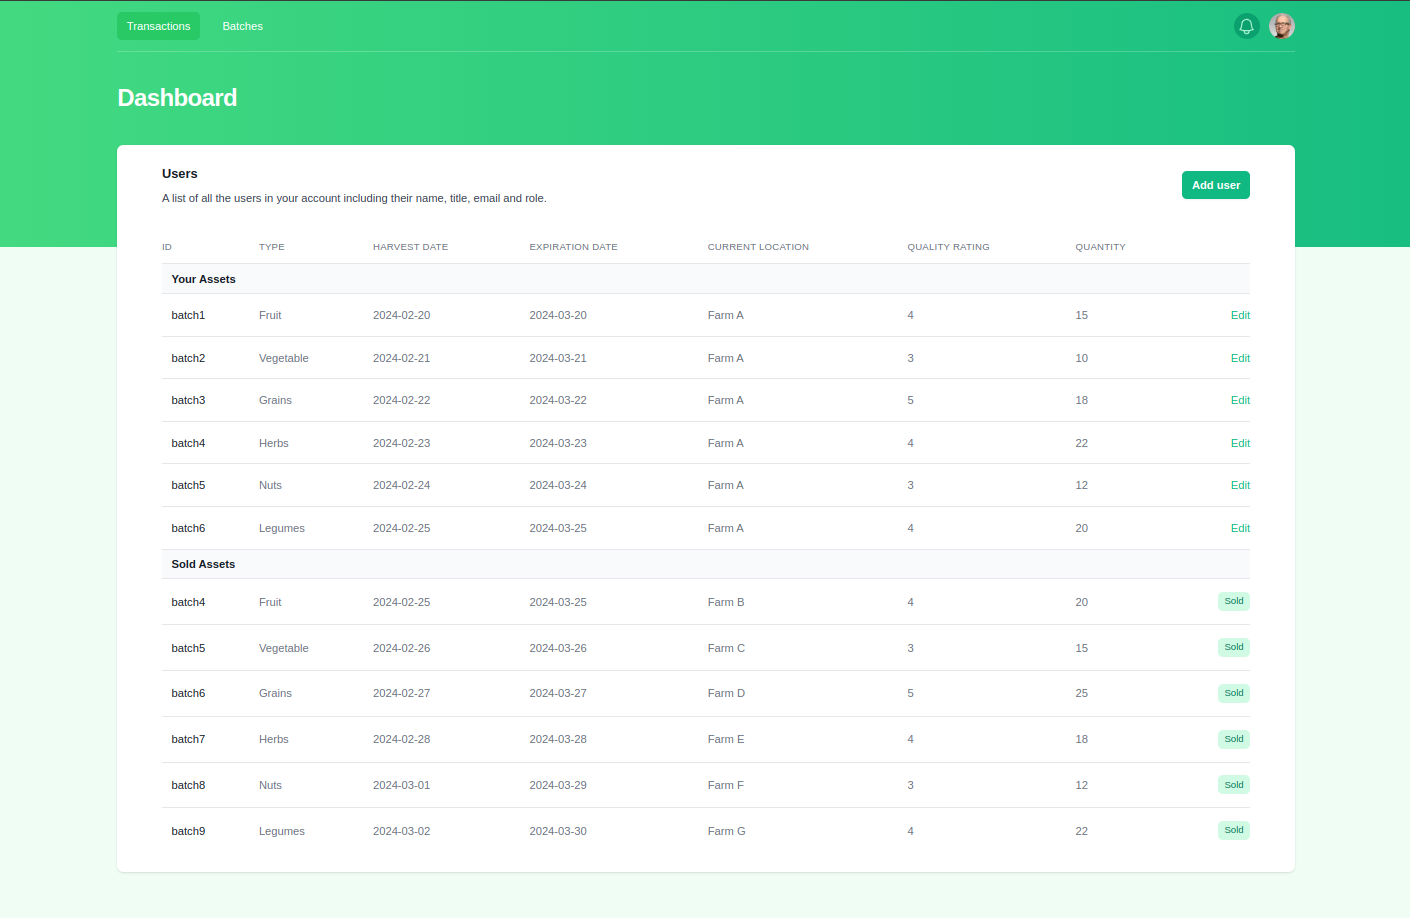 Transactions Batches
Dashboard
Users
A list of all the users in your account including their name, title, email and role.
Add user
ID TYPE HARVEST DATE EXPIRATION DATE CURRENT LOCATION QUALITY RATING QUANTITY
Your Assets
batch1 Fruit 2024-02-20 2024-03-20 Farm A 4 15 Edit
batch2 Vegetable 2024-02-21 2024-03-21 Farm A 3 10 Edit
batch3 Grains 2024-02-22 2024-03-22 Farm A 5 18 Edit
batch4 Herbs 2024-02-23 2024-03-23 Farm A 4 22 Edit
batch5 Nuts 2024-02-24 2024-03-24 Farm A 3 12 Edit
batch6 Legumes 2024-02-25 2024-03-25 Farm A 4 20 Edit
Sold Assets
batch4 Fruit 2024-02-25 2024-03-25 Farm B 4 20 Sold
batch5 Vegetable 2024-02-26 2024-03-26 Farm C 3 15 Sold
batch6 Grains 2024-02-27 2024-03-27 Farm D 5 25 Sold
batch7 Herbs 2024-02-28 2024-03-28 Farm E 4 18 Sold
batch8 Nuts 2024-03-01 2024-03-29 Farm F 3 12 Sold
batch9 Legumes 2024-03-02 2024-03-30 Farm G 4 22 Sold